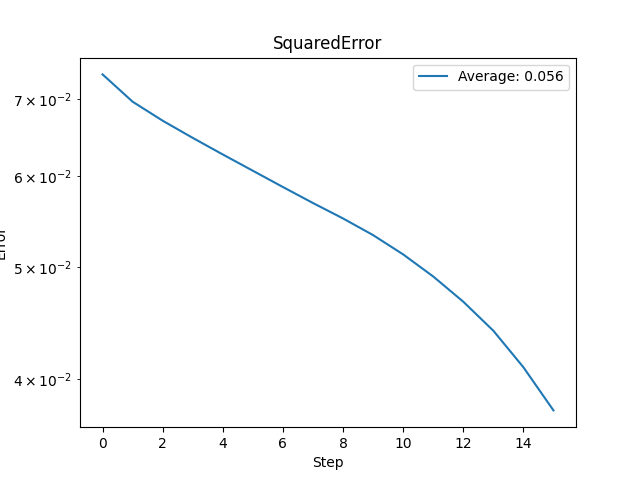 SquaredError
Average: 0.056
7 × 10⁻²
6 × 10⁻²
5 × 10⁻²
4 × 10⁻²
Error
0 2 4 6 8 10 12 14
Step